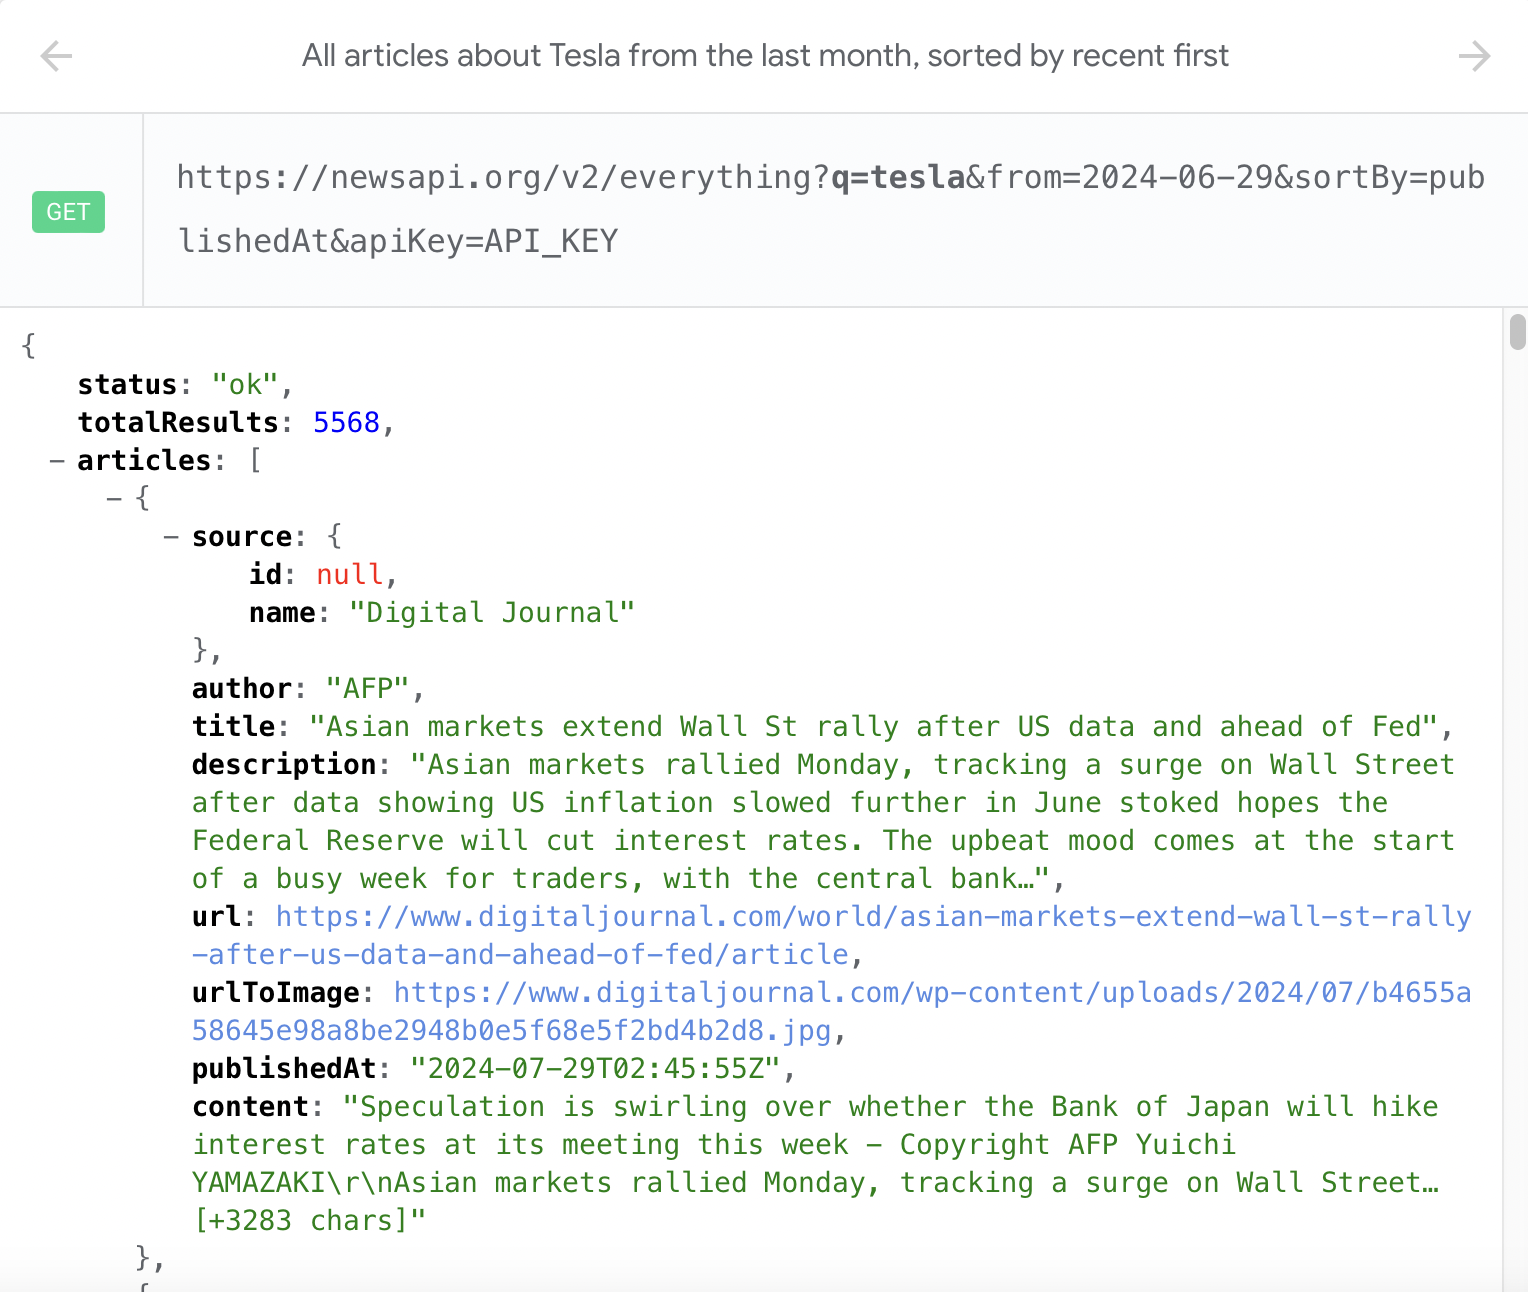 All articles about Tesla from the last month, sorted by recent first
GET
https://newsapi.org/v2/everything?q=tesla&from=2024-06-29&sortBy=pub
lishedAt&apiKey=API_KEY
{
status: "ok",
totalResults: 5568,
− articles: [
− {
− source: {
id: null,
name: "Digital Journal"
},
author: "AFP",
title: "Asian markets extend Wall St rally after US data and ahead of Fed",
description: "Asian markets rallied Monday, tracking a surge on Wall Street
after data showing US inflation slowed further in June stoked hopes the
Federal Reserve will cut interest rates. The upbeat mood comes at the start
of a busy week for traders, with the central bank…",
url: https://www.digitaljournal.com/world/asian-markets-extend-wall-st-rally
-after-us-data-and-ahead-of-fed/article,
urlToImage: https://www.digitaljournal.com/wp-content/uploads/2024/07/b4655a
58645e98a8be2948b0e5f68e5f2bd4b2d8.jpg,
publishedAt: "2024-07-29T02:45:55Z",
content: "Speculation is swirling over whether the Bank of Japan will hike
interest rates at its meeting this week — Copyright AFP Yuichi
YAMAZAKI\r\nAsian markets rallied Monday, tracking a surge on Wall Street…
[+3283 chars]"
},
{